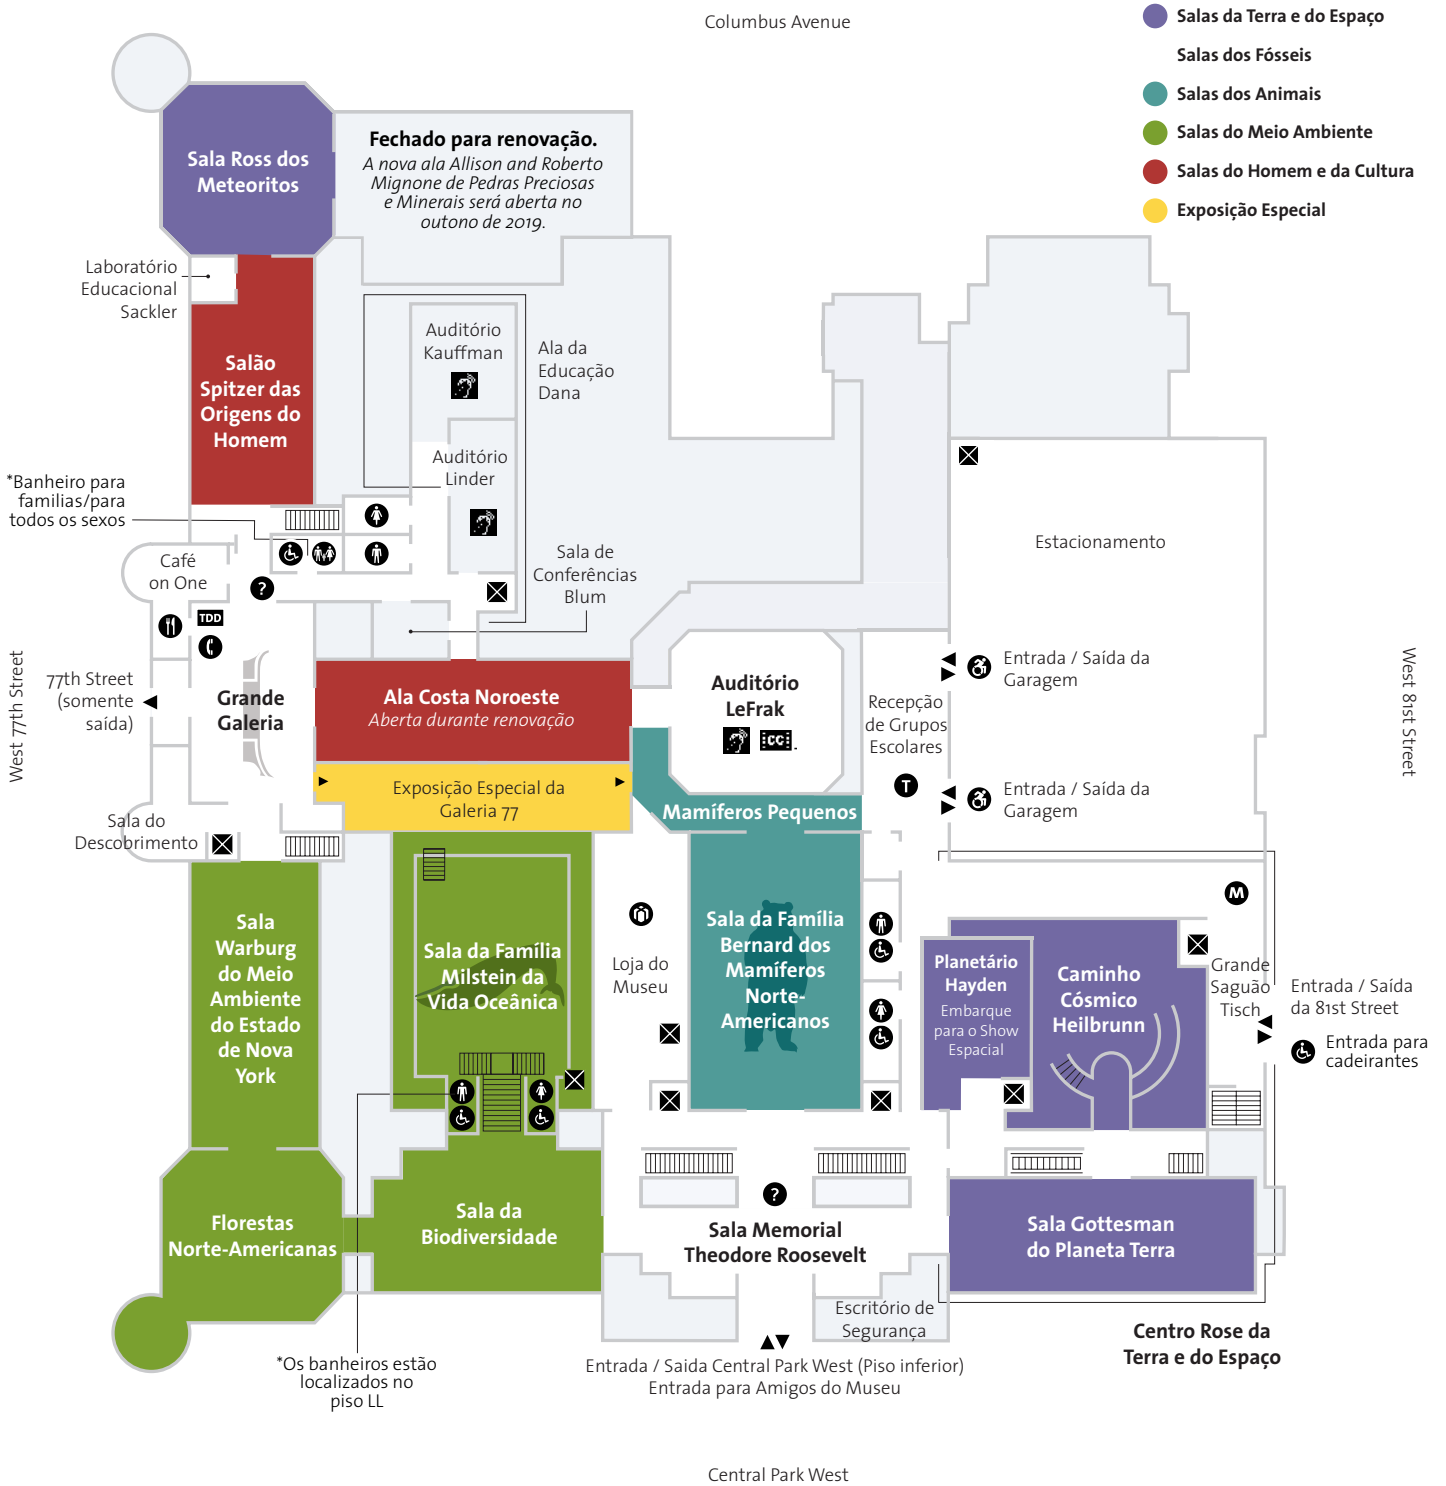 Columbus Avenue
Salas da Terra e do Espaço
Salas dos Fósseis
Salas dos Animais
Salas do Meio Ambiente
Salas do Homem e da Cultura
Exposição Especial
Sala Ross dos
Meteoritos
Fechado para renovação.
A nova ala Allison and Roberto
Mignone de Pedras Preciosas
e Minerais será aberta no
outono de 2019.
Laboratório
Educacional
Sackler
Salão
Spitzer das
Origens do
Homem
Auditório
Kauffman
Ala da
Educação
Dana
Auditório
Linder
*Banheiro para
familias/para
todos os sexos
Sala de
Conferências
Blum
Estacionamento
Café
on One
?
TDD
West 77th Street
77th Street
(somente
saída)
Grande
Galeria
Ala Costa Noroeste
Aberta durante renovação
Auditório
LeFrak
CC
Recepção
de Grupos
Escolares
T
Entrada / Saída da
Garagem
Entrada / Saída da
Garagem
West 81st Street
Exposição Especial da
Galeria 77
Mamíferos Pequenos
Sala do
Descobrimento
Sala
Warburg
do Meio
Ambiente
do Estado
de Nova
York
Sala da Família
Milstein da
Vida Oceânica
Loja do
Museu
Sala da Família
Bernard dos
Mamíferos
Norte-
Americanos
Planetário
Hayden
Embarque
para o Show
Espacial
Caminho
Cósmico
Heilbrunn
M
Grande
Saguão
Tisch
Entrada / Saída
da 81st Street
Entrada para
cadeirantes
Florestas
Norte-Americanas
Sala da
Biodiversidade
?
Sala Memorial
Theodore Roosevelt
Sala Gottesman
do Planeta Terra
Escritório de
Segurança
Centro Rose da
Terra e do Espaço
*Os banheiros estão
localizados no
piso LL
Entrada / Saida Central Park West (Piso inferior)
Entrada para Amigos do Museu
Central Park West